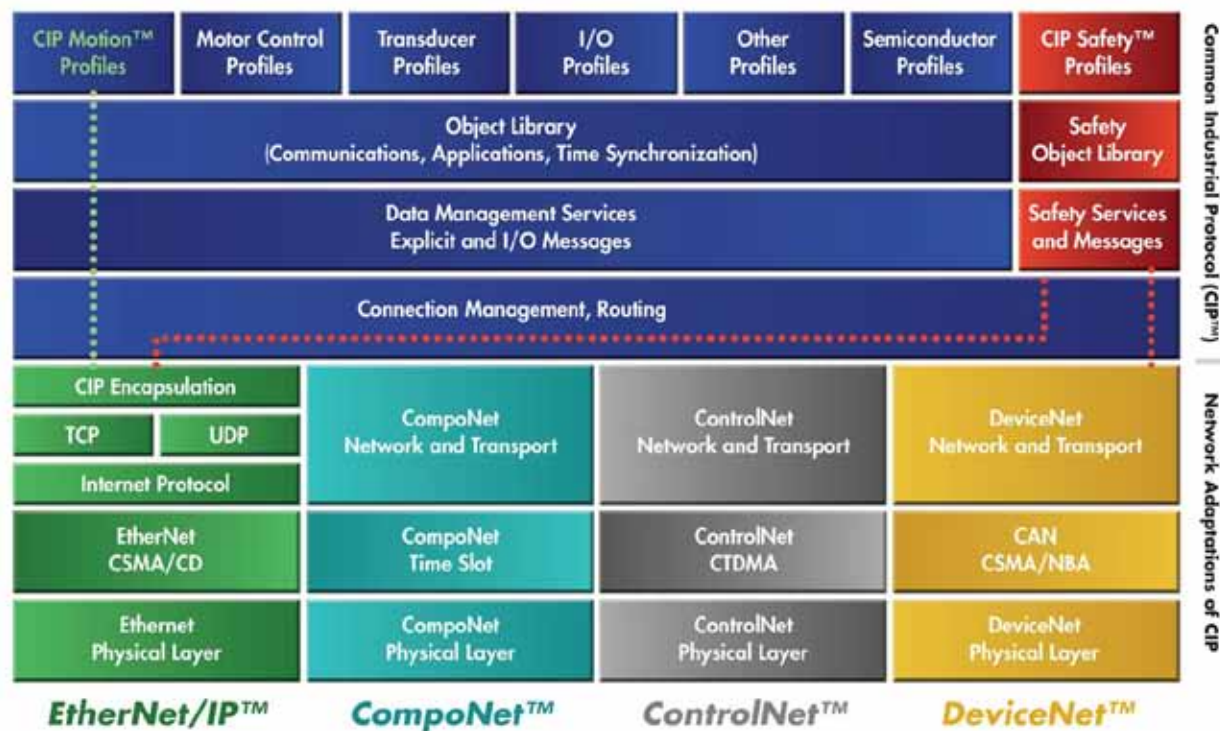 CIP Motion™
Profiles
Motor Control
Profiles
Transducer
Profiles
I/O
Profiles
Other
Profiles
Semiconductor
Profiles
CIP Safety™
Profiles
Object Library
(Communications, Applications, Time Synchronization)
Safety
Object Library
Data Management Services
Explicit and I/O Messages
Safety Services
and Messages
Connection Management, Routing
Common Industrial Protocol (CIP™)
CIP Encapsulation
TCP
UDP
Internet Protocol
CompoNet
Network and Transport
ControlNet
Network and Transport
DeviceNet
Network and Transport
EtherNet
CSMA/CD
CompoNet
Time Slot
ControlNet
CTDMA
CAN
CSMA/NBA
Ethernet
Physical Layer
CompoNet
Physical Layer
ControlNet
Physical Layer
DeviceNet
Physical Layer
Network Adaptations of CIP
EtherNet/IP™
CompoNet™
ControlNet™
DeviceNet™